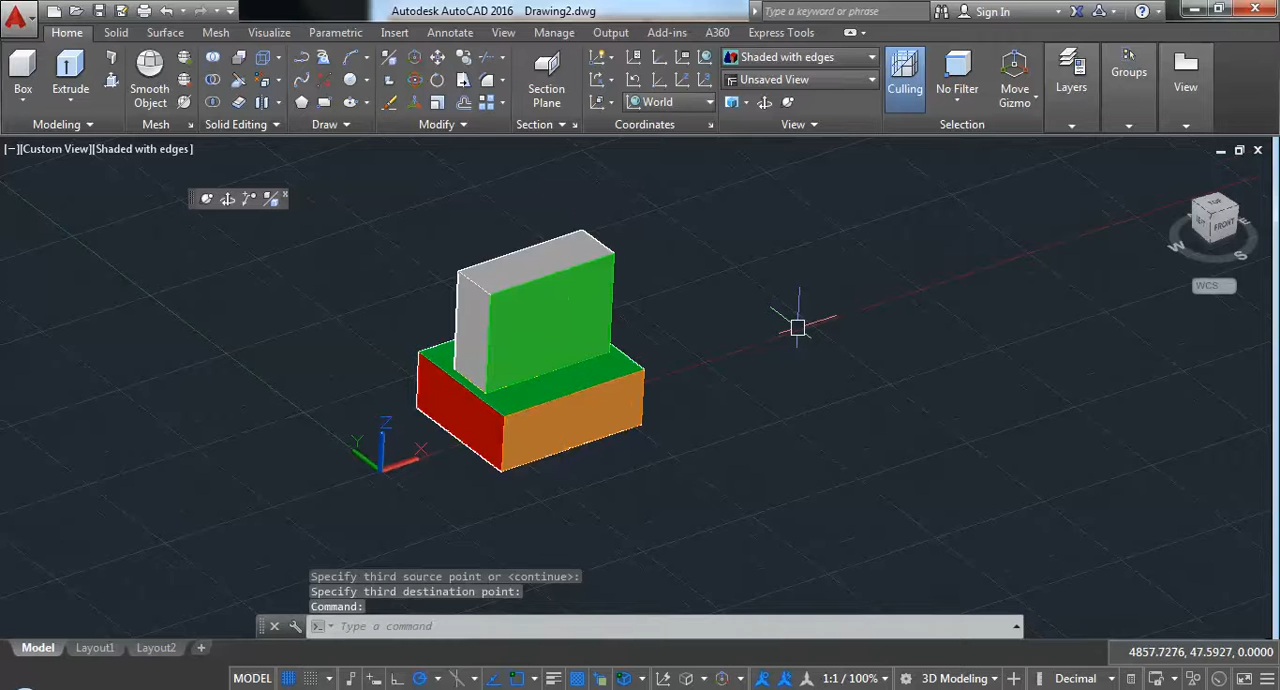 Autodesk AutoCAD 2016 Drawing2.dwg
Type a keyword or phrase
Sign In
Home Solid Surface Mesh Visualize Parametric Insert Annotate View Manage Output Add-ins A360 Express Tools
Box
Extrude
Smooth Object
Section Plane
Shaded with edges
Unsaved View
World
Culling
No Filter
Move Gizmo
Layers
Groups
View
Modeling
Mesh
Solid Editing
Draw
Modify
Section
Coordinates
View
Selection
[−][Custom View][Shaded with edges]
TOP
FRONT
W
S
E
WCS
Z
Y
X
Specify third source point or <continue>:
Specify third destination point:
Command:
Type a command
Model Layout1 Layout2 +
4857.7276, 47.5927, 0.0000
MODEL
1:1 / 100%
3D Modeling
Decimal